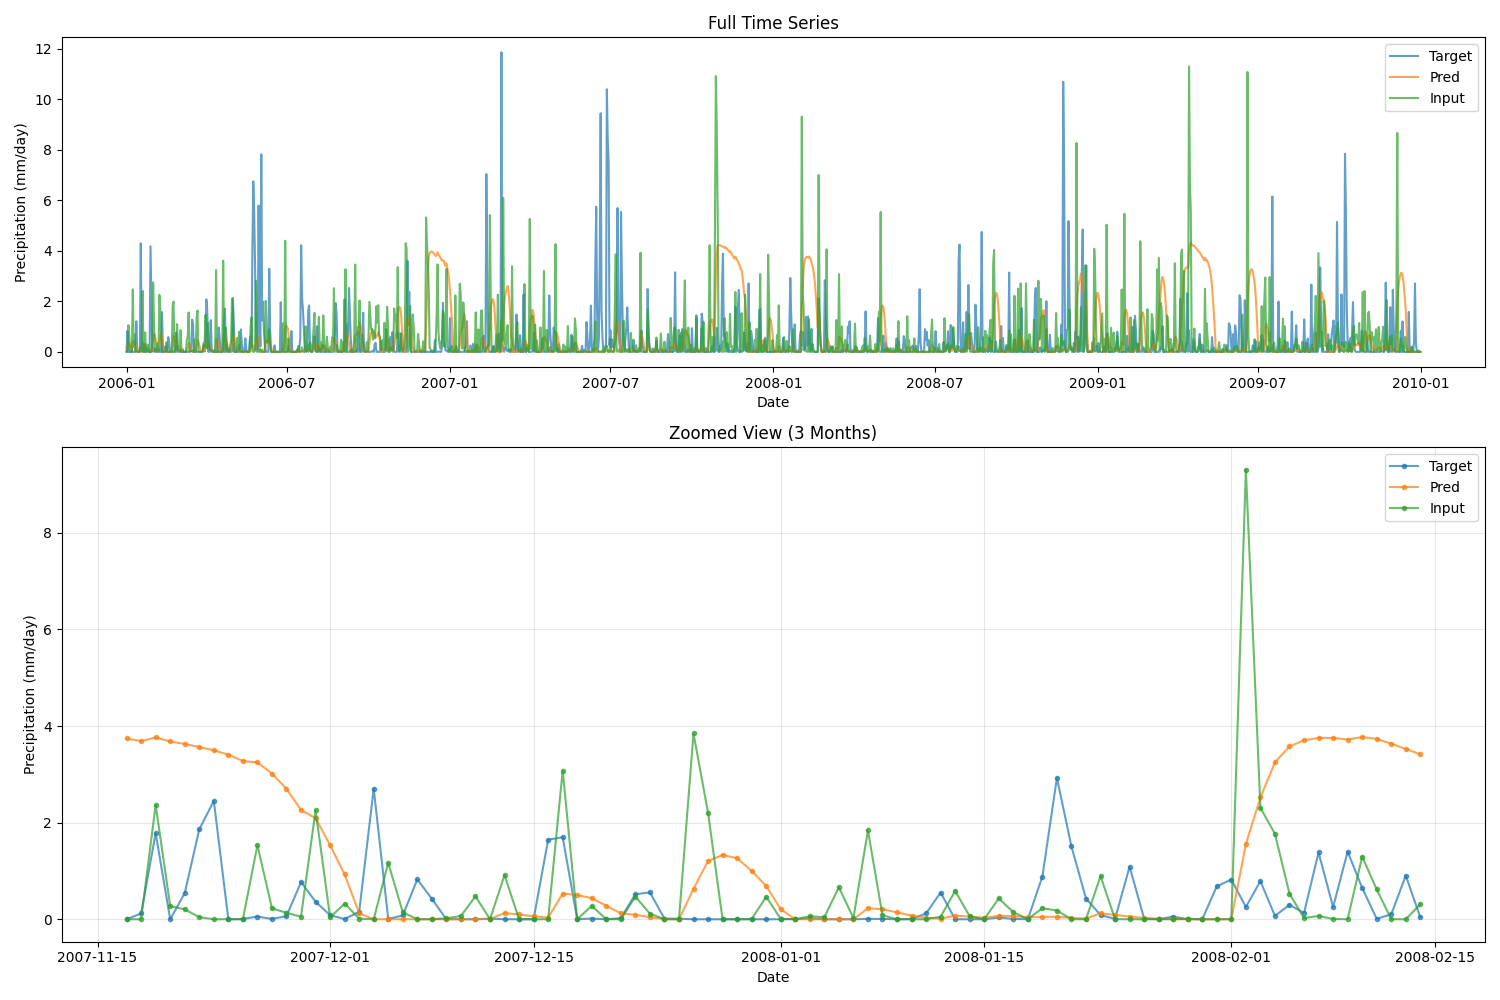 Full Time Series
Precipitation (mm/day)
12
10
8
6
4
2
0
Target
Pred
Input
2006-01
2006-07
2007-01
2007-07
2008-01
2008-07
2009-01
2009-07
2010-01
Date
Zoomed View (3 Months)
Precipitation (mm/day)
8
6
4
2
0
Target
Pred
Input
2007-11-15
2007-12-01
2007-12-15
2008-01-01
2008-01-15
2008-02-01
2008-02-15
Date